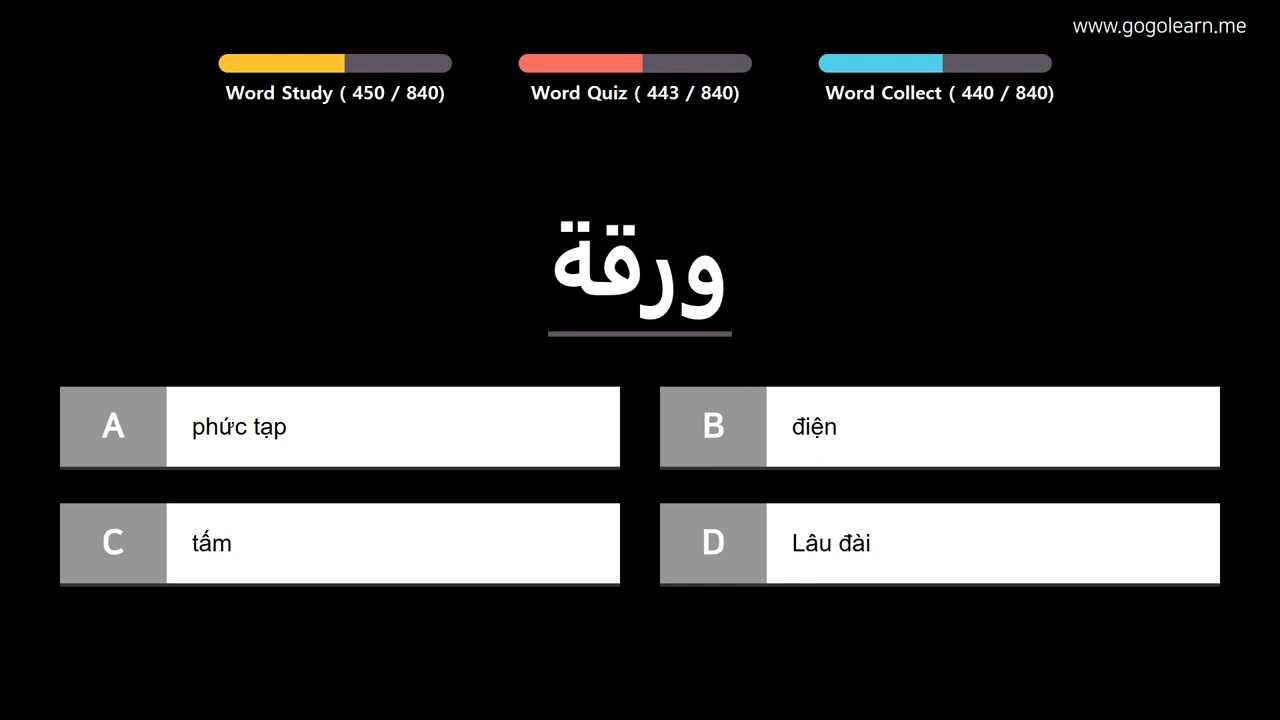 www.gogolearn.me
Word Study ( 450 / 840)
Word Quiz ( 443 / 840)
Word Collect ( 440 / 840)
ورقة
A phức tạp
B điện
C tấm
D Lâu đài